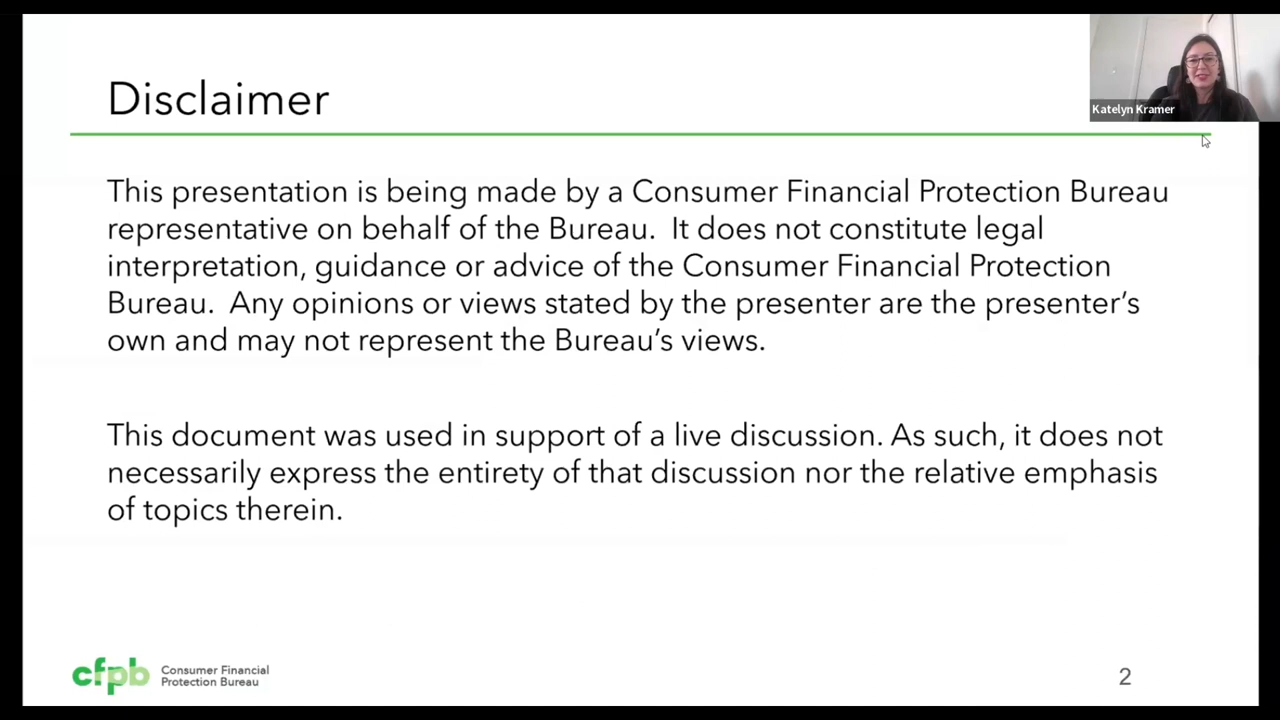 Disclaimer
Katelyn Kramer
This presentation is being made by a Consumer Financial Protection Bureau
representative on behalf of the Bureau.  It does not constitute legal
interpretation, guidance or advice of the Consumer Financial Protection
Bureau.  Any opinions or views stated by the presenter are the presenter’s
own and may not represent the Bureau’s views.
This document was used in support of a live discussion. As such, it does not
necessarily express the entirety of that discussion nor the relative emphasis
of topics therein.
cfpb
Consumer Financial
Protection Bureau
2